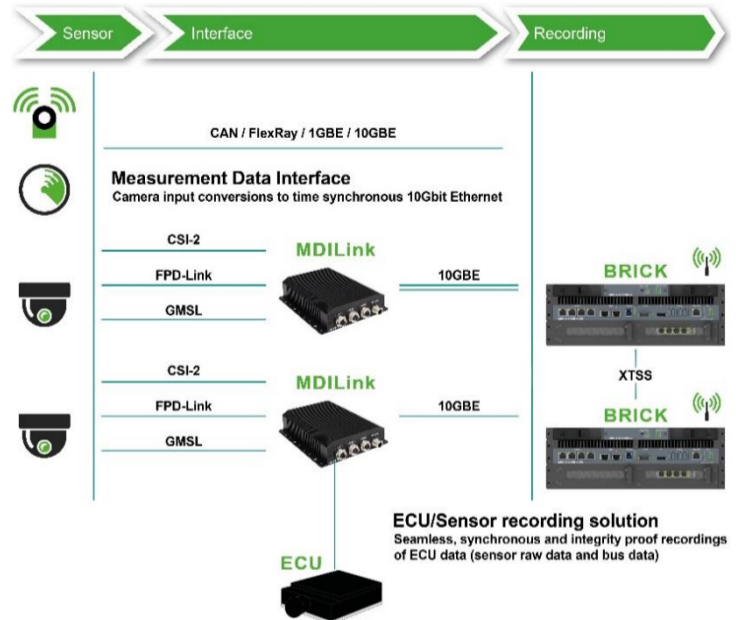 Sensor
Interface
Recording
CAN / FlexRay / 1GBE / 10GBE
Measurement Data Interface
Camera input conversions to time synchronous 10Gbit Ethernet
CSI-2
MDILink
FPD-Link
10GBE
GMSL
BRICK
XTSS
CSI-2
MDILink
FPD-Link
10GBE
GMSL
BRICK
ECU/Sensor recording solution
Seamless, synchronous and integrity proof recordings
of ECU data (sensor raw data and bus data)
ECU